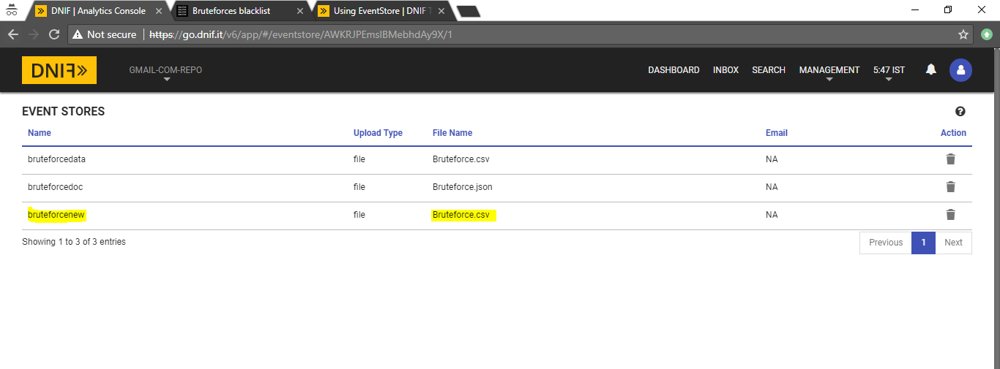 DNIF | Analytics Console
Bruteforces blacklist
Using EventStore | DNIF
Not secure
https://go.dnif.it/v6/app/#/eventstore/AWKRJPEmslBMebhdAy9X/1
DNIF»
GMAIL-COM-REPO
DASHBOARD INBOX SEARCH MANAGEMENT 5:47 IST
EVENT STORES
Name Upload Type File Name Email Action
bruteforcedata file Bruteforce.csv NA
bruteforcedoc file Bruteforce.json NA
bruteforcenew file Bruteforce.csv NA
Showing 1 to 3 of 3 entries
Previous 1 Next